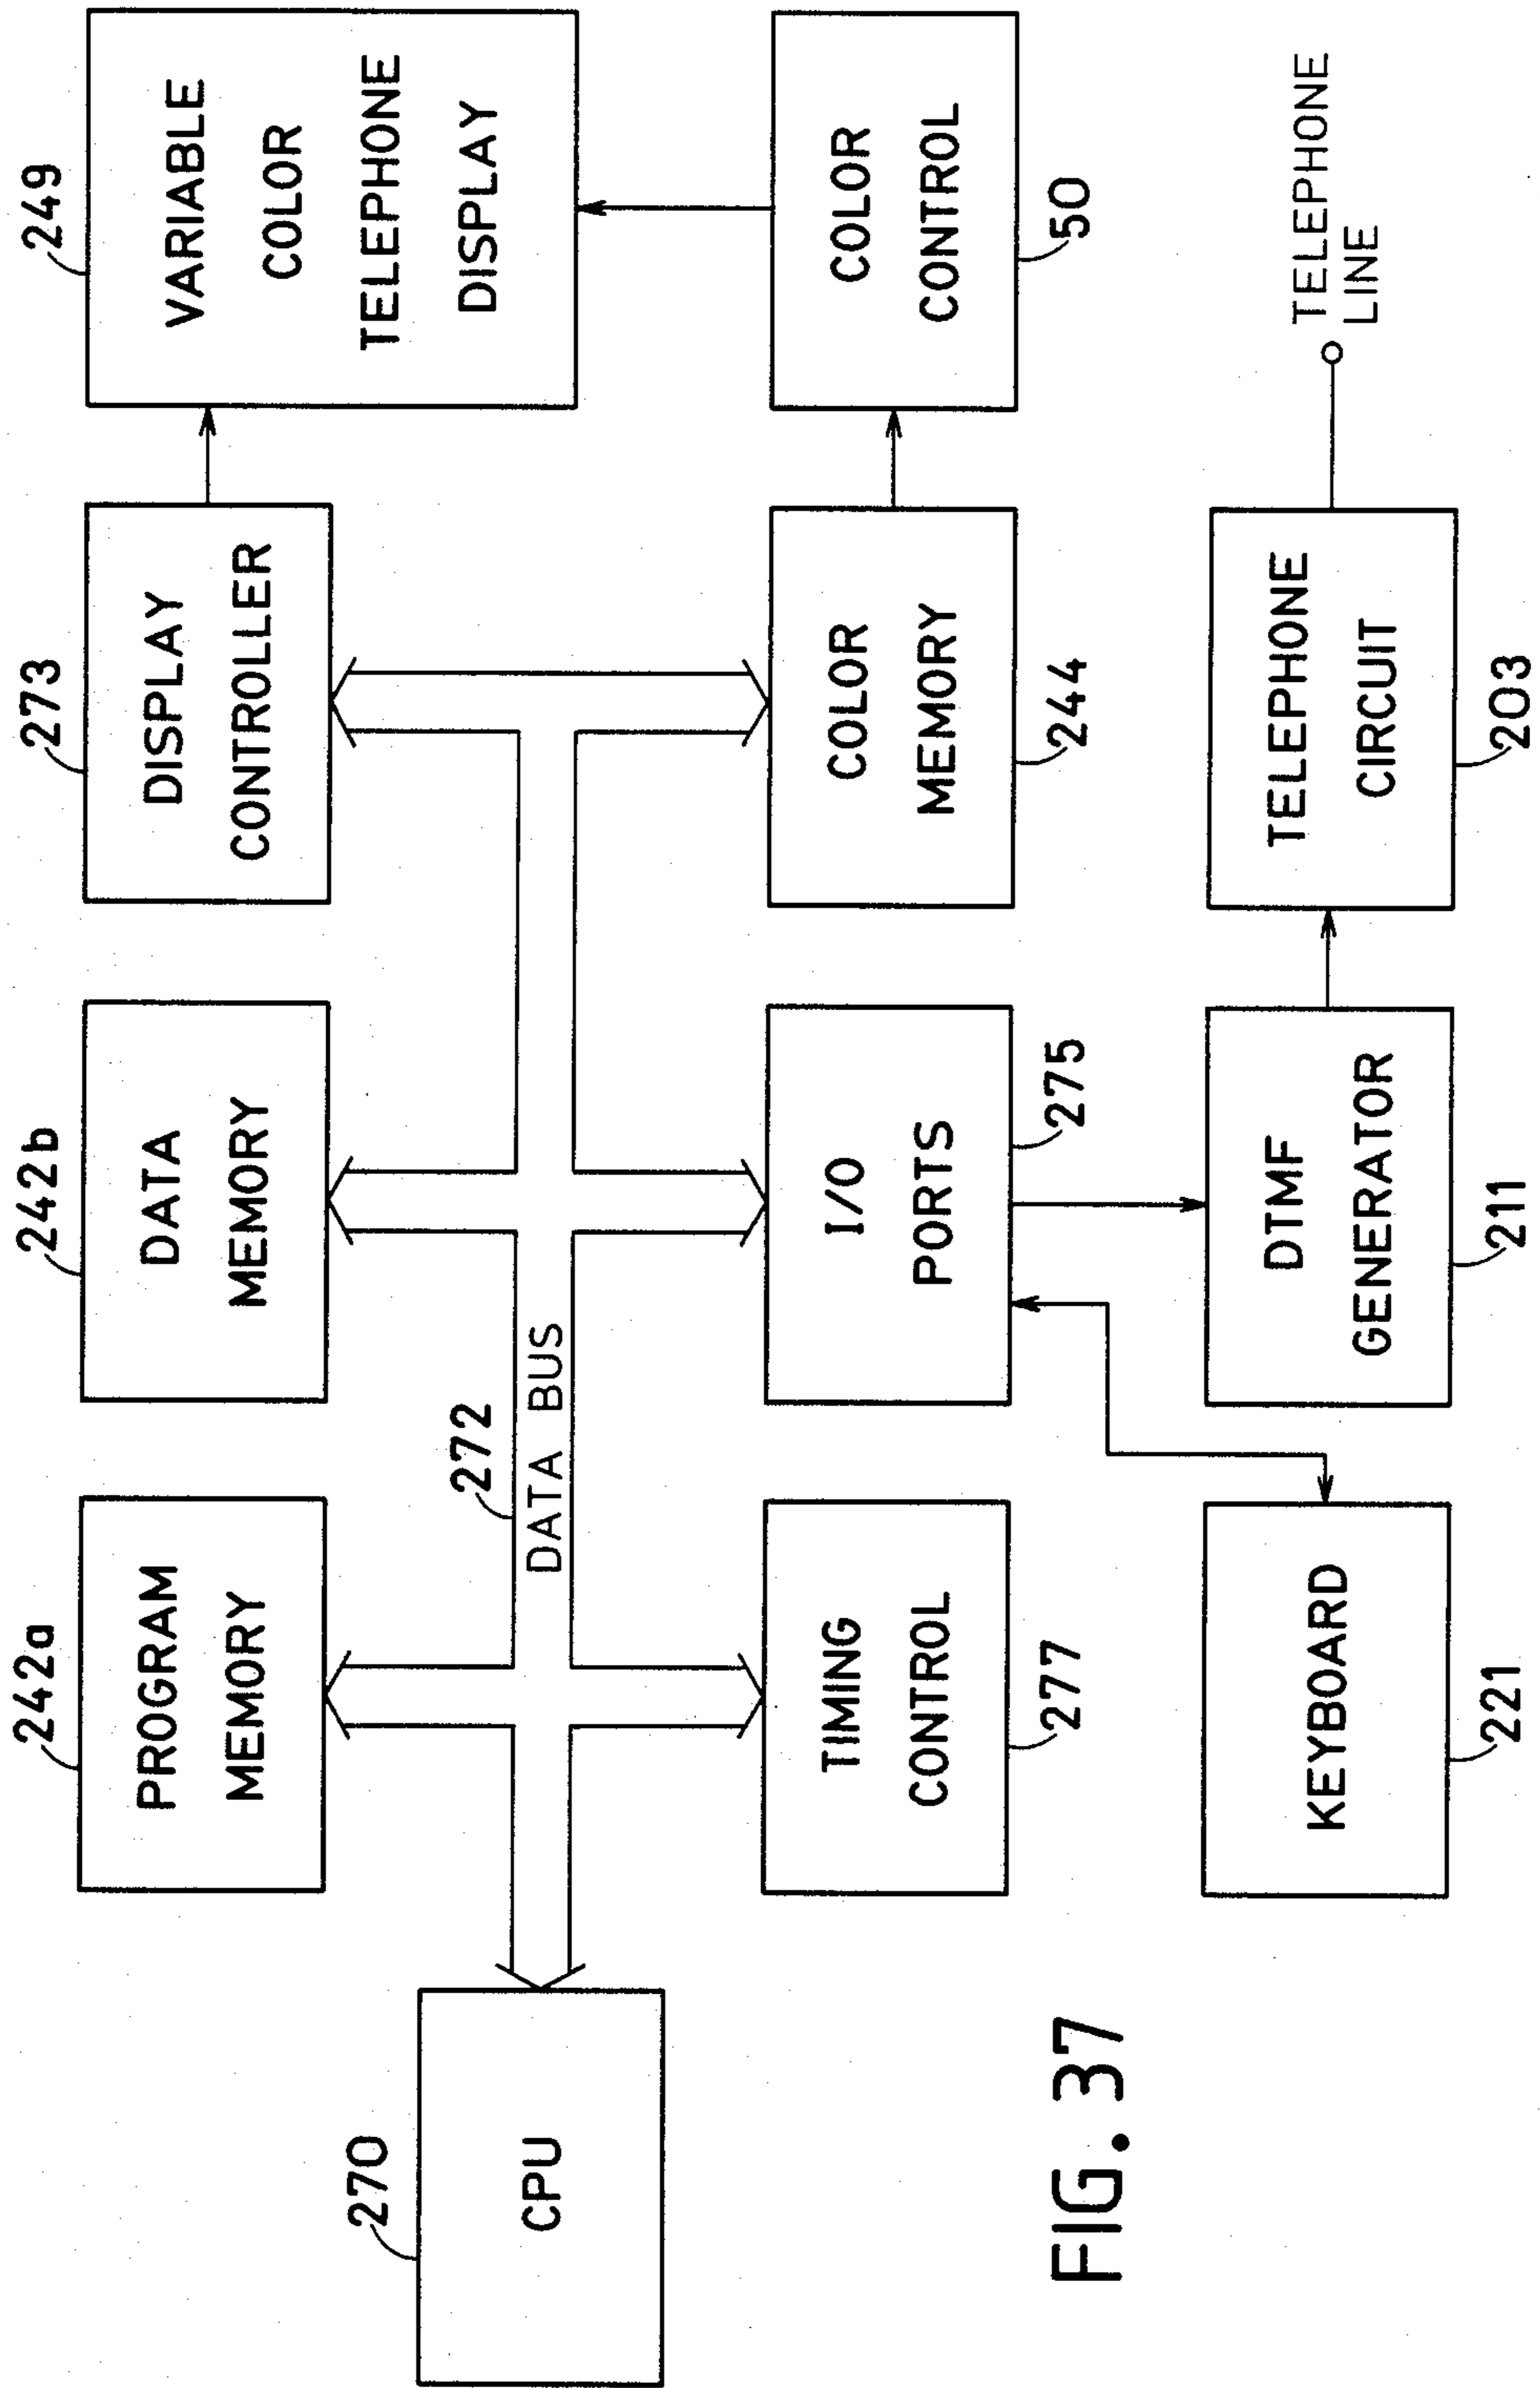 242a
242b
273
249
PROGRAM
MEMORY
DATA
MEMORY
DISPLAY
CONTROLLER
VARIABLE
COLOR
TELEPHONE
DISPLAY
270
CPU
272
DATA BUS
TIMING
CONTROL
277
I/O
PORTS
275
COLOR
MEMORY
244
COLOR
CONTROL
50
KEYBOARD
221
DTMF
GENERATOR
211
TELEPHONE
CIRCUIT
203
TELEPHONE
LINE
FIG. 37